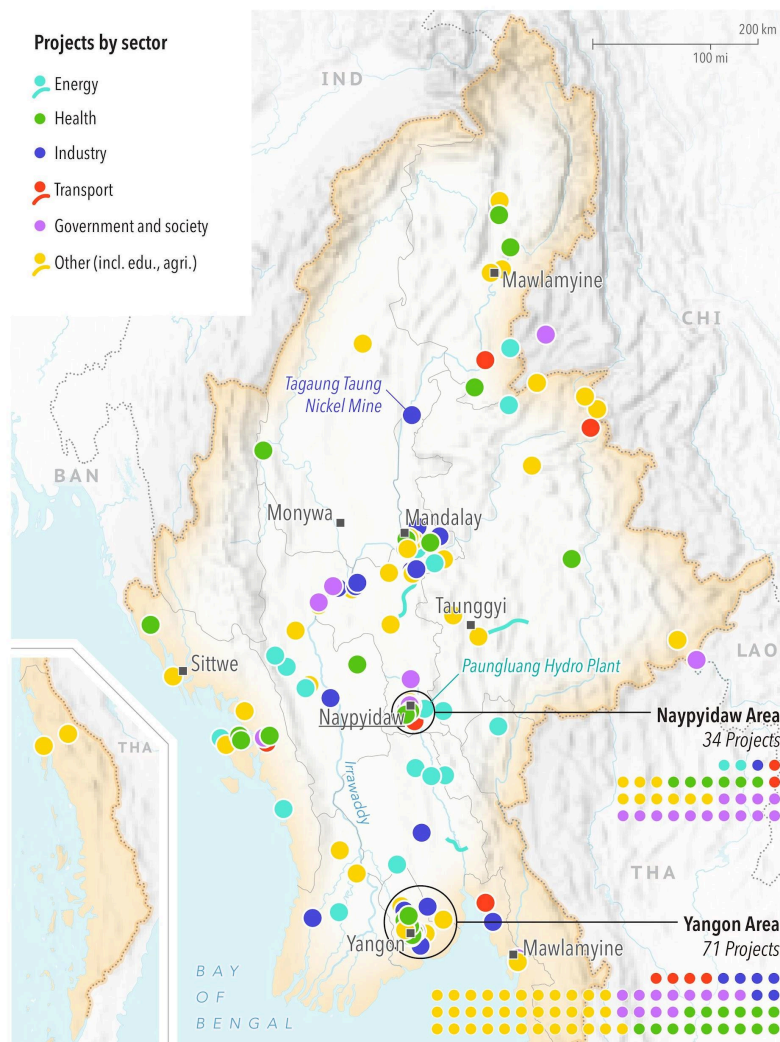 Projects by sector
Energy
Health
Industry
Transport
Government and society
Other (incl. edu., agri.)
200 km
100 mi
IND
Mawlamyine
CHI
Tagaung Taung
Nickel Mine
BAN
Monywa
Mandalay
Taunggyi
LAO
Sittwe
Paungluang Hydro Plant
Naypyidaw
Naypyidaw Area
34 Projects
THA
Irrawaddy
THA
Yangon Area
71 Projects
Yangon
Mawlamyine
BAY
OF
BENGAL